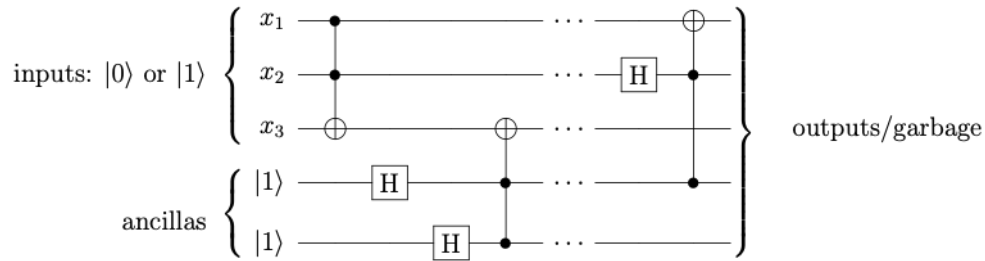 x₁ ···
inputs: |0⟩ or |1⟩ x₂ ··· H
x₃ ··· outputs/garbage
|1⟩ H ···
ancillas
|1⟩ H ···